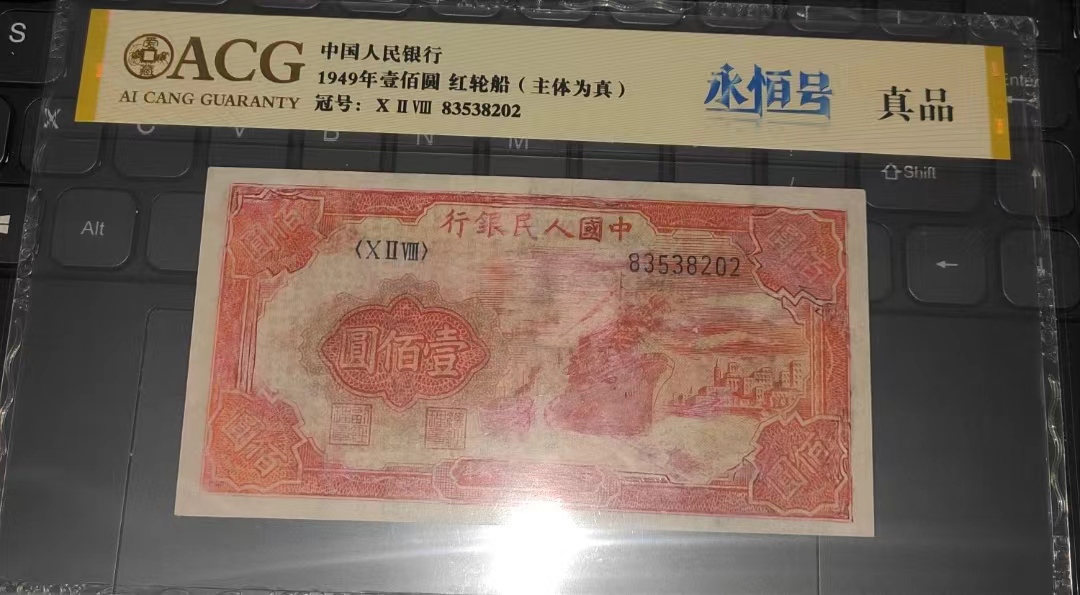 ACG
AI CANG GUARANTY
中国人民银行
1949年壹佰圆 红轮船（主体为真）
冠号：X II VIII 83538202
永恒号
真品
行銀民人國中
〈X II VIII〉
83538202
圓佰壹
S
X
C
V
B
N
M
Alt
Enter
Shift